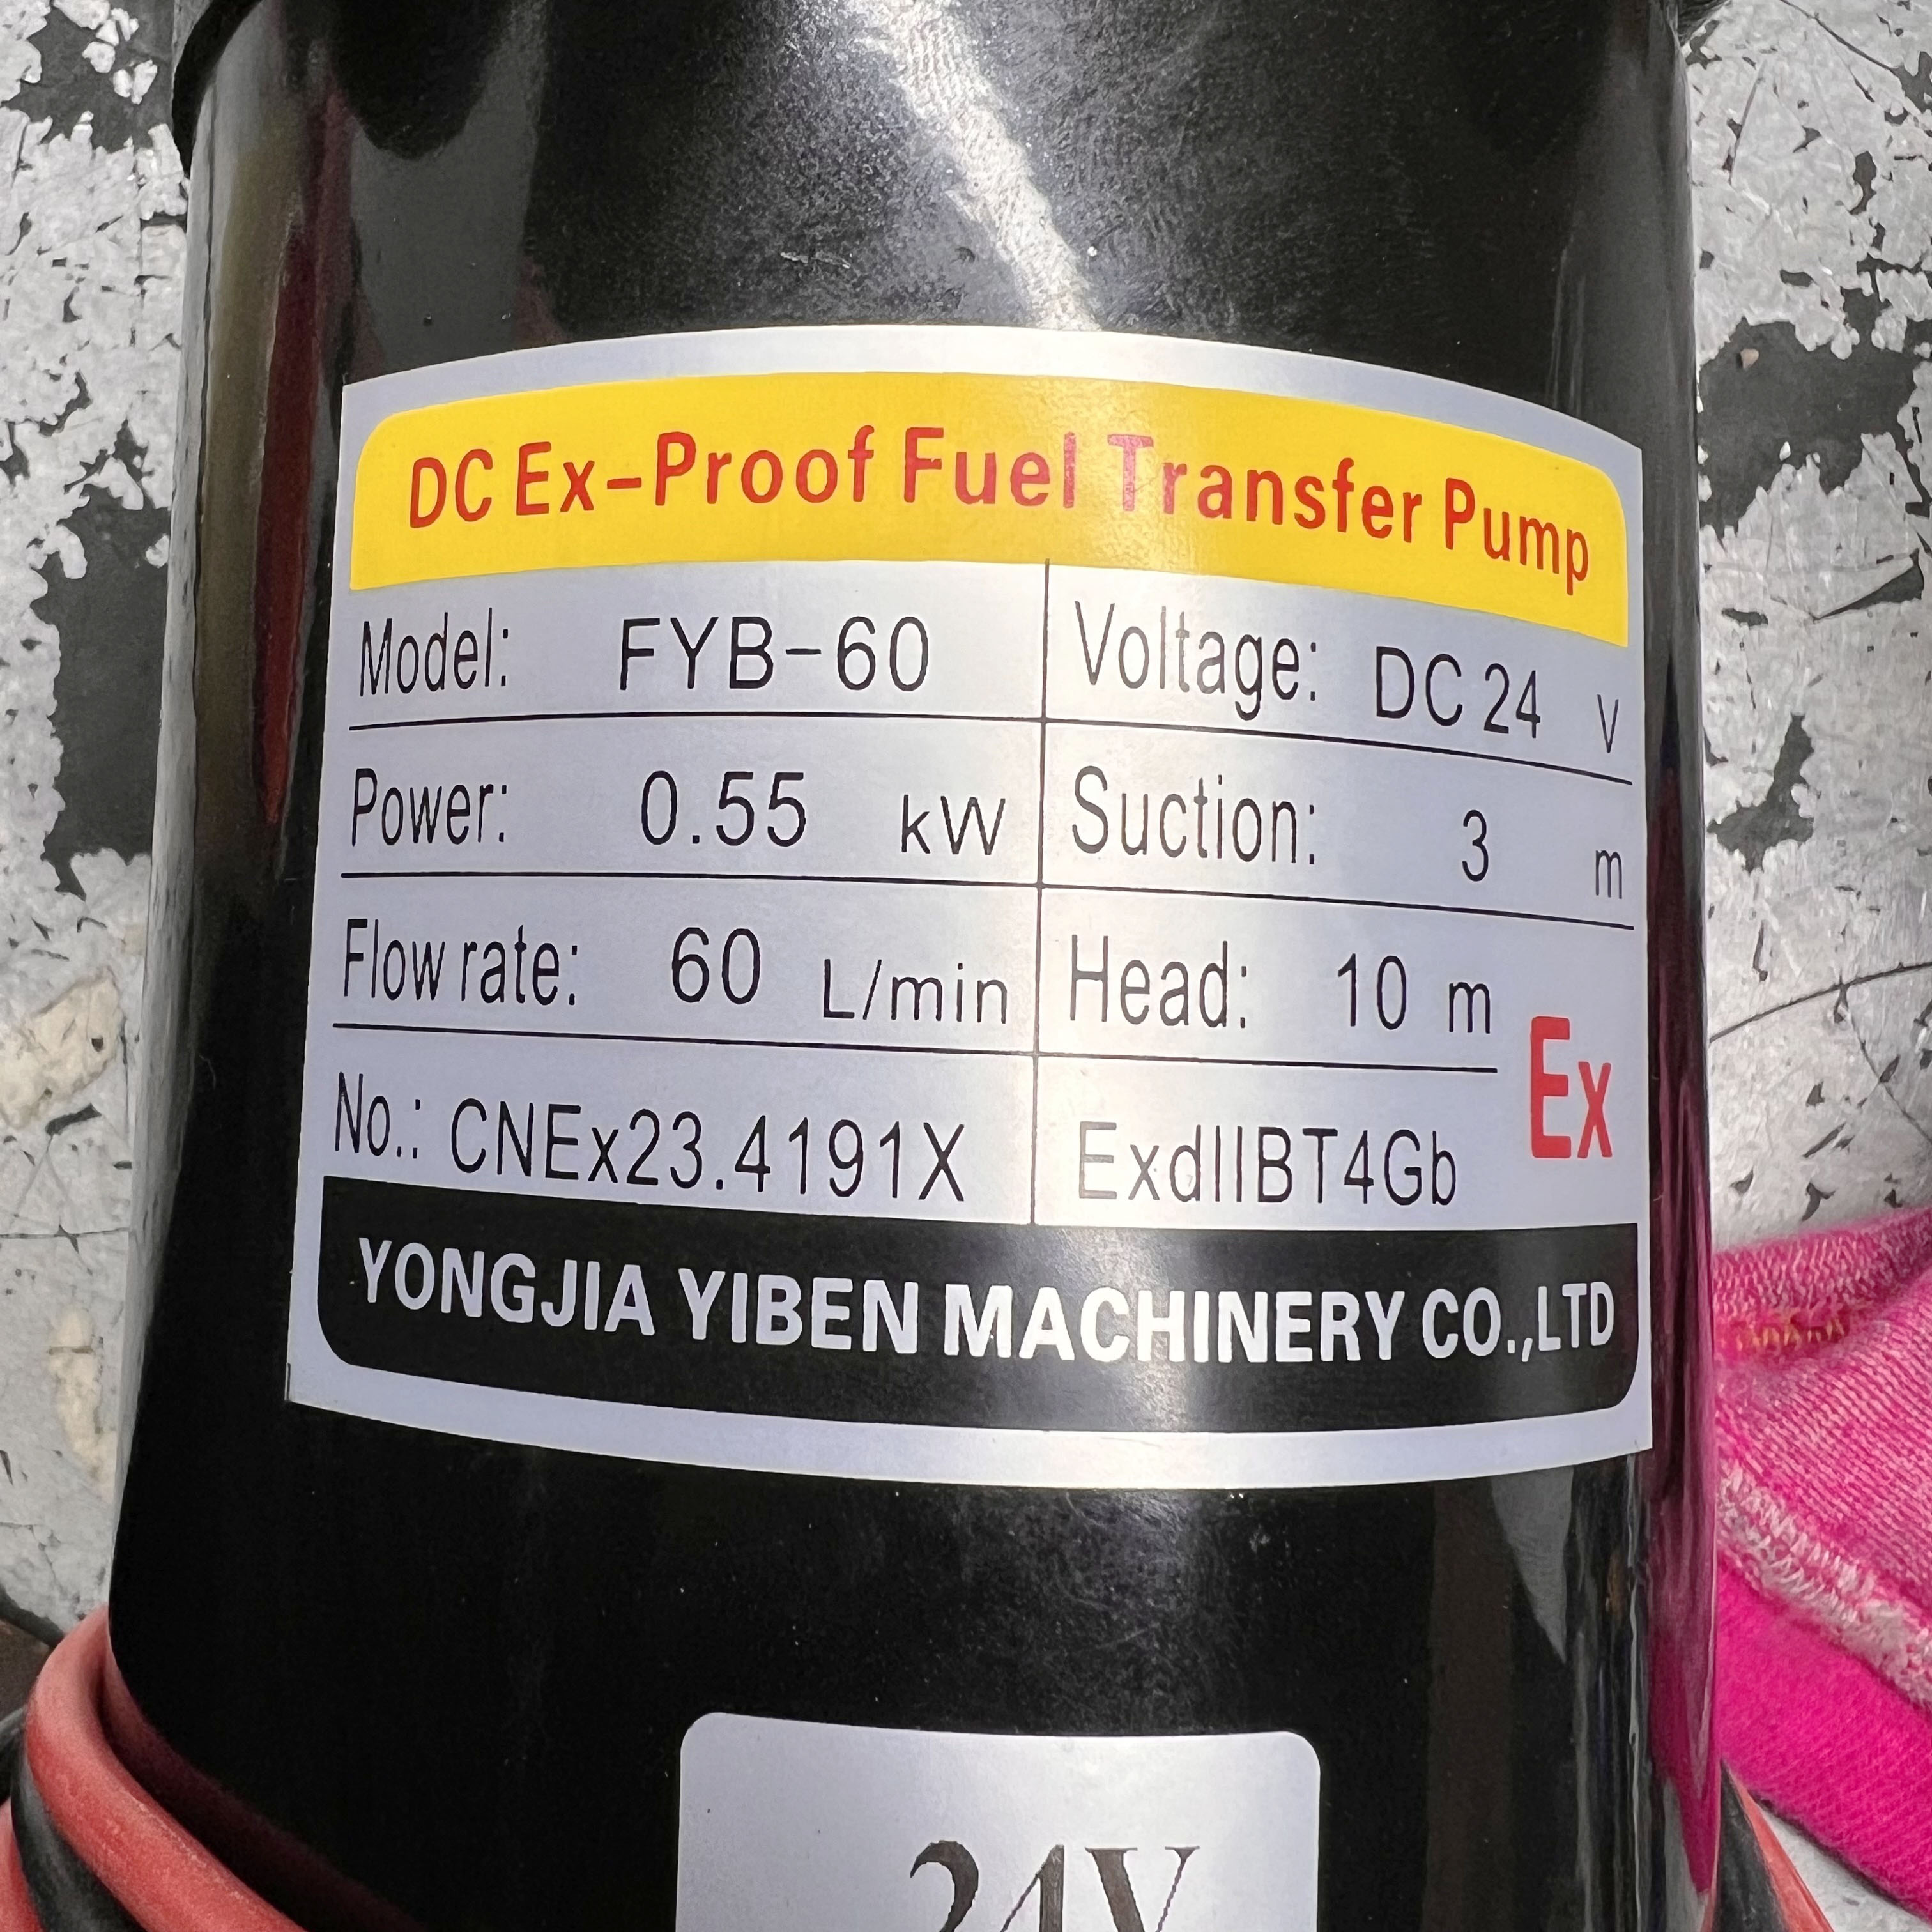 DC Ex-Proof Fuel Transfer Pump
Model: FYB-60 Voltage: DC 24 V
Power: 0.55 kW Suction: 3 m
Flow rate: 60 L/min Head: 10 m
Ex
No.: CNEx23.4191X ExdIIBT4Gb
YONGJIA YIBEN MACHINERY CO.,LTD
24V